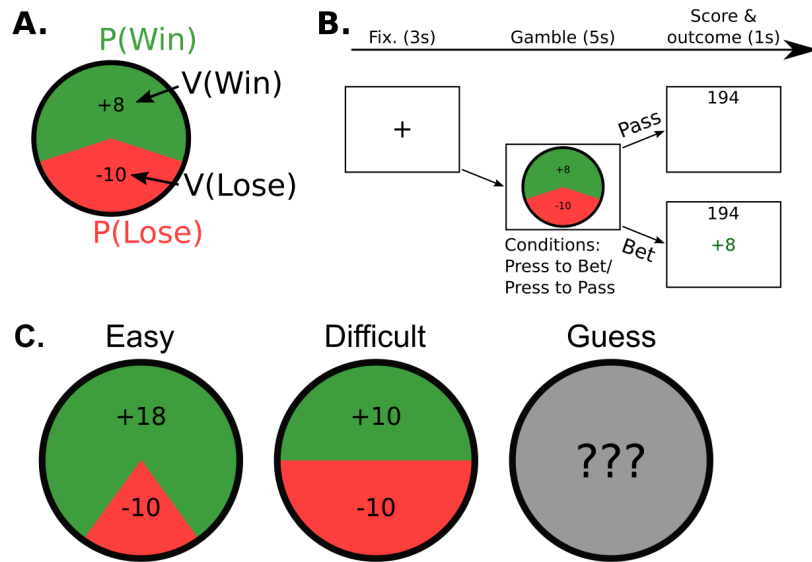 A.
P(Win)
+8
V(Win)
-10
V(Lose)
P(Lose)
B.
Fix. (3s)
Gamble (5s)
Score &
outcome (1s)
+
+8
-10
Pass
194
Bet
194
+8
Conditions:
Press to Bet/
Press to Pass
C.
Easy
Difficult
Guess
+18
-10
+10
-10
???